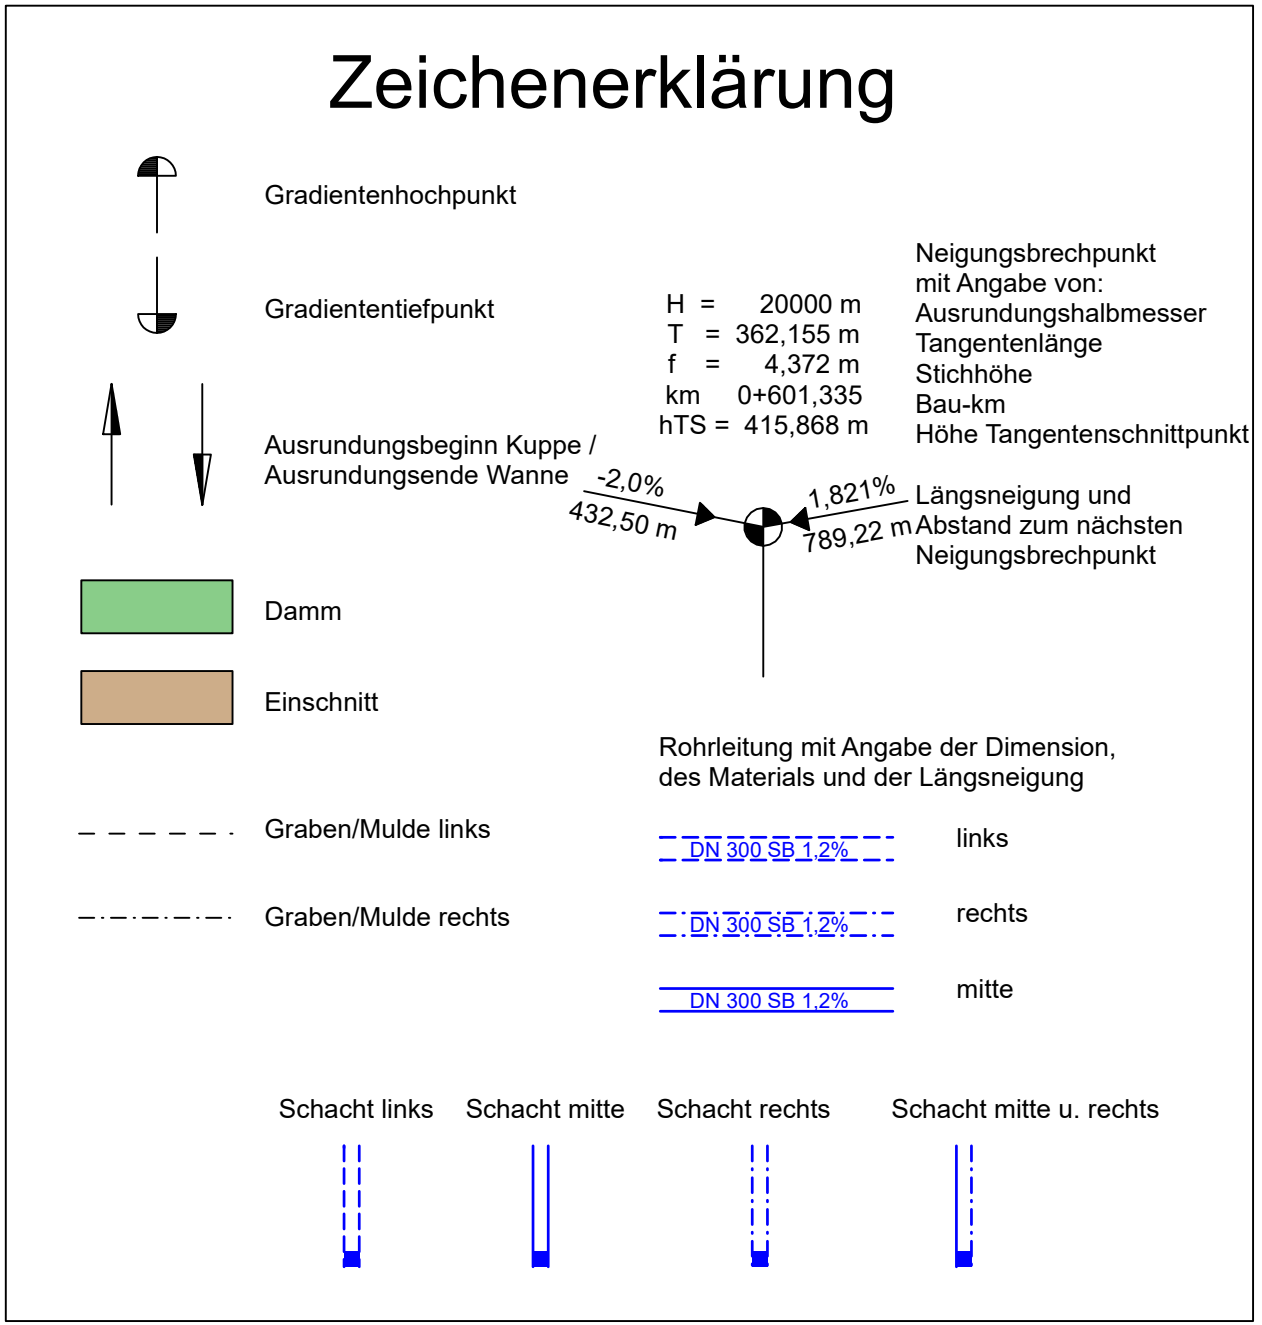 Zeichenerklärung
Gradientenhochpunkt
Gradiententiefpunkt
Ausrundungsbeginn Kuppe /
Ausrundungsende Wanne
Damm
Einschnitt
Graben/Mulde links
Graben/Mulde rechts
H = 20000 m
T = 362,155 m
f = 4,372 m
km 0+601,335
hTS = 415,868 m
Neigungsbrechpunkt
mit Angabe von:
Ausrundungshalbmesser
Tangentenlänge
Stichhöhe
Bau-km
Höhe Tangentenschnittpunkt
-2,0%
432,50 m
1,821%
789,22 m
Längsneigung und
Abstand zum nächsten
Neigungsbrechpunkt
Rohrleitung mit Angabe der Dimension,
des Materials und der Längsneigung
DN 300 SB 1,2%
links
DN 300 SB 1,2%
rechts
DN 300 SB 1,2%
mitte
Schacht links
Schacht mitte
Schacht rechts
Schacht mitte u. rechts